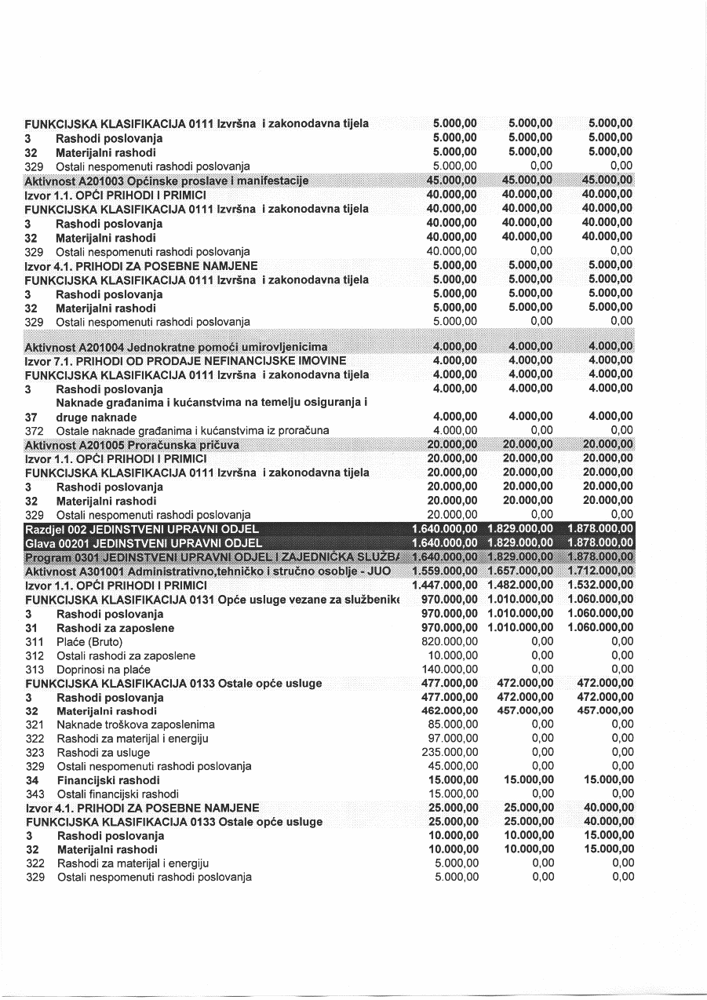 FUNKCIJSKA KLASIFIKACIJA 0111 Izvršna i zakonodavna tijela 5.000,00 5.000,00 5.000,00
3 Rashodi poslovanja 5.000,00 5.000,00 5.000,00
32 Materijalni rashodi 5.000,00 5.000,00 5.000,00
329 Ostali nespomenuti rashodi poslovanja 5.000,00 0,00 0,00
Aktivnost A201003 Općinske proslave i manifestacije 45.000,00 45.000,00 45.000,00
Izvor 1.1. OPĆI PRIHODI I PRIMICI 40.000,00 40.000,00 40.000,00
FUNKCIJSKA KLASIFIKACIJA 0111 Izvršna i zakonodavna tijela 40.000,00 40.000,00 40.000,00
3 Rashodi poslovanja 40.000,00 40.000,00 40.000,00
32 Materijalni rashodi 40.000,00 40.000,00 40.000,00
329 Ostali nespomenuti rashodi poslovanja 40.000,00 0,00 0,00
Izvor 4.1. PRIHODI ZA POSEBNE NAMJENE 5.000,00 5.000,00 5.000,00
FUNKCIJSKA KLASIFIKACIJA 0111 Izvršna i zakonodavna tijela 5.000,00 5.000,00 5.000,00
3 Rashodi poslovanja 5.000,00 5.000,00 5.000,00
32 Materijalni rashodi 5.000,00 5.000,00 5.000,00
329 Ostali nespomenuti rashodi poslovanja 5.000,00 0,00 0,00
Aktivnost A201004 Jednokratne pomoći umirovljenicima 4.000,00 4.000,00 4.000,00
Izvor 7.1. PRIHODI OD PRODAJE NEFINANCIJSKE IMOVINE 4.000,00 4.000,00 4.000,00
FUNKCIJSKA KLASIFIKACIJA 0111 Izvršna i zakonodavna tijela 4.000,00 4.000,00 4.000,00
3 Rashodi poslovanja 4.000,00 4.000,00 4.000,00
Naknade građanima i kućanstvima na temelju osiguranja i
37 druge naknade 4.000,00 4.000,00 4.000,00
372 Ostale naknade građanima i kućanstvima iz proračuna 4.000,00 0,00 0,00
Aktivnost A201005 Proračunska pričuva 20.000,00 20.000,00 20.000,00
Izvor 1.1. OPĆI PRIHODI I PRIMICI 20.000,00 20.000,00 20.000,00
FUNKCIJSKA KLASIFIKACIJA 0111 Izvršna i zakonodavna tijela 20.000,00 20.000,00 20.000,00
3 Rashodi poslovanja 20.000,00 20.000,00 20.000,00
32 Materijalni rashodi 20.000,00 20.000,00 20.000,00
329 Ostali nespomenuti rashodi poslovanja 20.000,00 0,00 0,00
Razdjel 002 JEDINSTVENI UPRAVNI ODJEL 1.640.000,00 1.829.000,00 1.878.000,00
Glava 00201 JEDINSTVENI UPRAVNI ODJEL 1.640.000,00 1.829.000,00 1.878.000,00
Program 0301 JEDINSTVENI UPRAVNI ODJEL I ZAJEDNIČKA SLUŽB 1.640.000,00 1.829.000,00 1.878.000,00
Aktivnost A301001 Administrativno,tehničko i stručno osoblje - JUO 1.559.000,00 1.657.000,00 1.712.000,00
Izvor 1.1. OPĆI PRIHODI I PRIMICI 1.447.000,00 1.482.000,00 1.532.000,00
FUNKCIJSKA KLASIFIKACIJA 0131 Opće usluge vezane za službenike 970.000,00 1.010.000,00 1.060.000,00
3 Rashodi poslovanja 970.000,00 1.010.000,00 1.060.000,00
31 Rashodi za zaposlene 970.000,00 1.010.000,00 1.060.000,00
311 Plaće (Bruto) 820.000,00 0,00 0,00
312 Ostali rashodi za zaposlene 10.000,00 0,00 0,00
313 Doprinosi na plaće 140.000,00 0,00 0,00
FUNKCIJSKA KLASIFIKACIJA 0133 Ostale opće usluge 477.000,00 472.000,00 472.000,00
3 Rashodi poslovanja 477.000,00 472.000,00 472.000,00
32 Materijalni rashodi 462.000,00 457.000,00 457.000,00
321 Naknade troškova zaposlenima 85.000,00 0,00 0,00
322 Rashodi za materijal i energiju 97.000,00 0,00 0,00
323 Rashodi za usluge 235.000,00 0,00 0,00
329 Ostali nespomenuti rashodi poslovanja 45.000,00 0,00 0,00
34 Financijski rashodi 15.000,00 15.000,00 15.000,00
343 Ostali financijski rashodi 15.000,00 0,00 0,00
Izvor 4.1. PRIHODI ZA POSEBNE NAMJENE 25.000,00 25.000,00 40.000,00
FUNKCIJSKA KLASIFIKACIJA 0133 Ostale opće usluge 25.000,00 25.000,00 40.000,00
3 Rashodi poslovanja 10.000,00 10.000,00 15.000,00
32 Materijalni rashodi 10.000,00 10.000,00 15.000,00
322 Rashodi za materijal i energiju 5.000,00 0,00 0,00
329 Ostali nespomenuti rashodi poslovanja 5.000,00 0,00 0,00